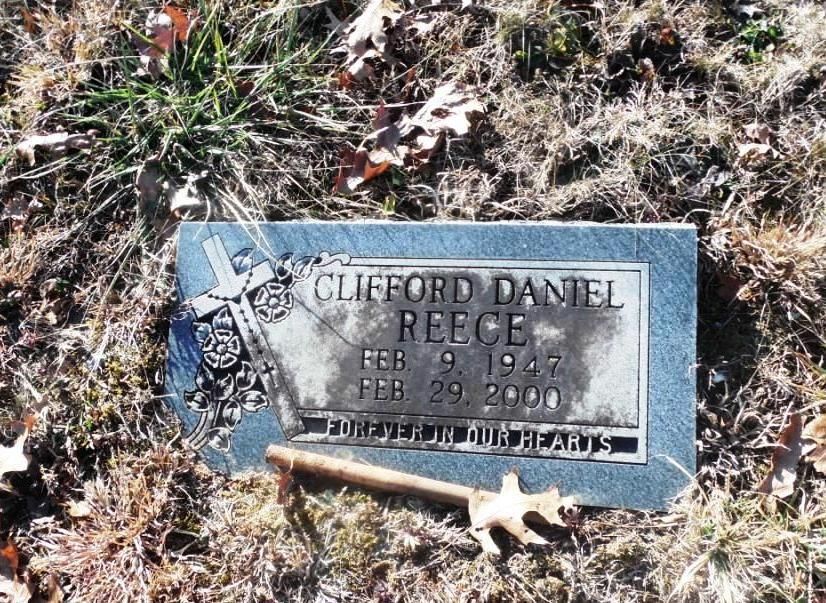 CLIFFORD DANIEL
REECE
FEB. 9, 1947
FEB. 29, 2000
FOREVER IN OUR HEARTS